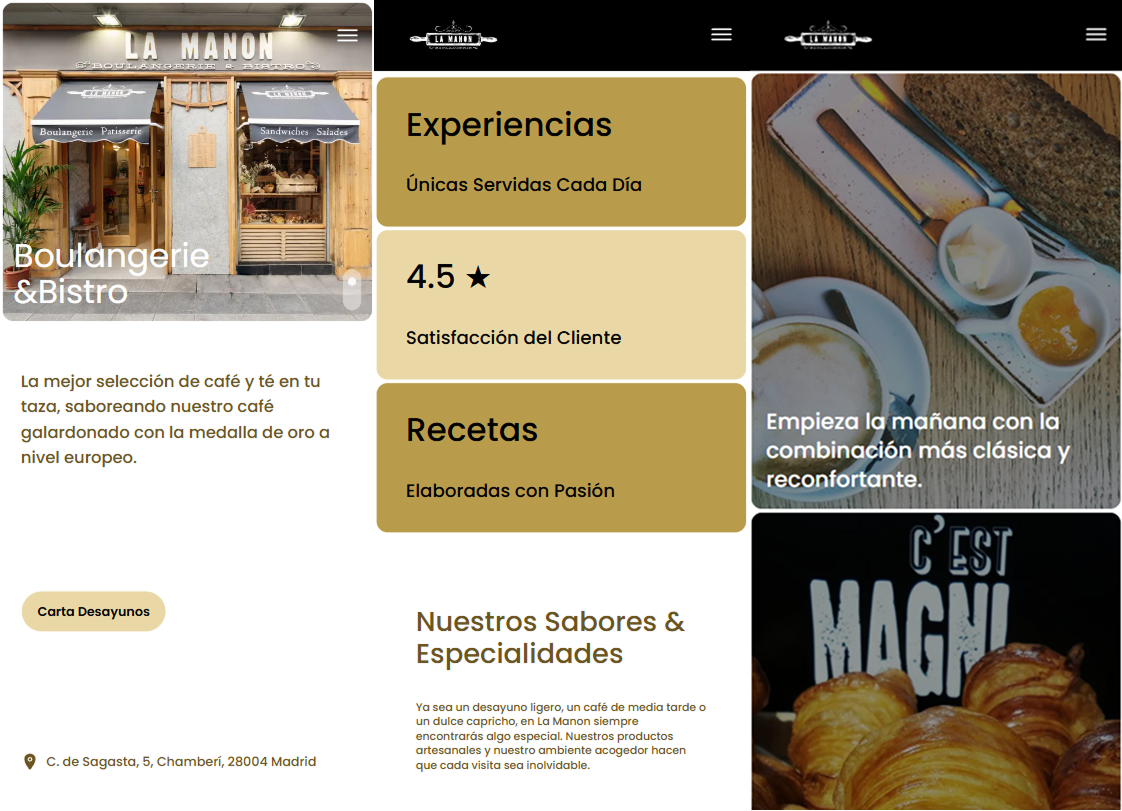 LA MANON
BOULANGERIE & BISTRO
LA MANON
LA MANON
Boulangerie Patisserie
Sandwiches Salades
Boulangerie
&Bistro
La mejor selección de café y té en tu
taza, saboreando nuestro café
galardonado con la medalla de oro a
nivel europeo.
Carta Desayunos
C. de Sagasta, 5, Chamberí, 28004 Madrid
LA MANON
Experiencias
Únicas Servidas Cada Día
4.5 ★
Satisfacción del Cliente
Recetas
Elaboradas con Pasión
Nuestros Sabores &
Especialidades
Ya sea un desayuno ligero, un café de media tarde o
un dulce capricho, en La Manon siempre
encontrarás algo especial. Nuestros productos
artesanales y nuestro ambiente acogedor hacen
que cada visita sea inolvidable.
LA MANON
Empieza la mañana con la
combinación más clásica y
reconfortante.
C'EST
MAGNI